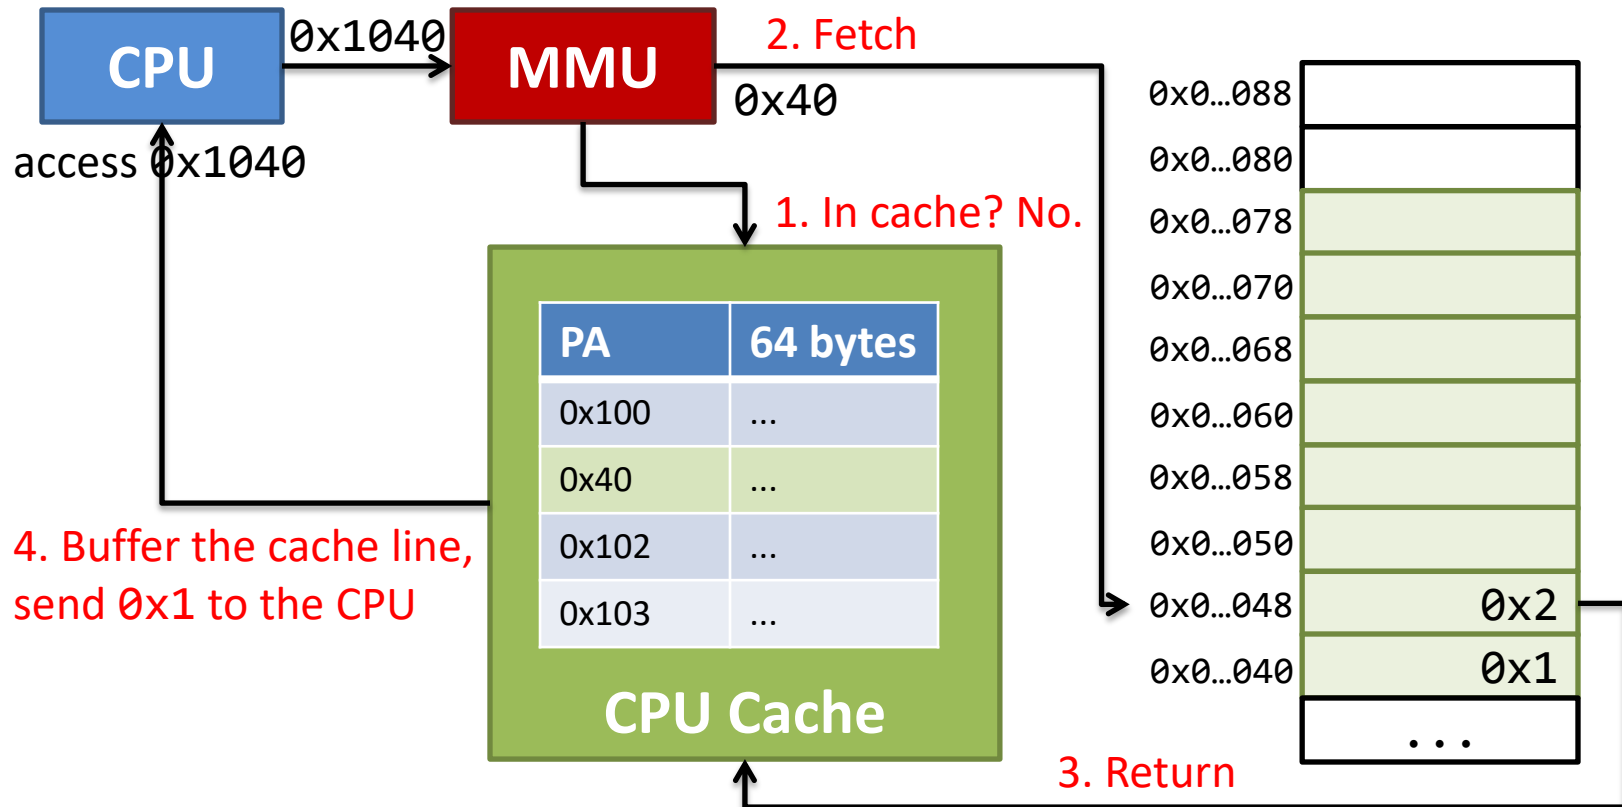 CPU
0x1040
MMU
2. Fetch
0x40
access 0x1040
1. In cache? No.
PA 64 bytes
0x100 ...
0x40 ...
0x102 ...
0x103 ...
CPU Cache
4. Buffer the cache line,
send 0x1 to the CPU
0x0…088
0x0…080
0x0…078
0x0…070
0x0…068
0x0…060
0x0…058
0x0…050
0x0…048 0x2
0x0…040 0x1
...
3. Return